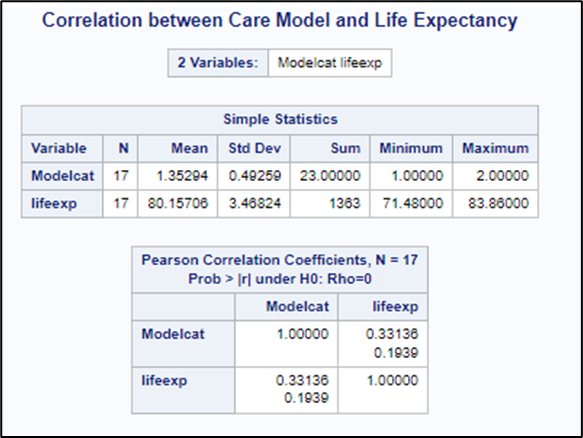 Correlation between Care Model and Life Expectancy
2 Variables: Modelcat lifeexp
Simple Statistics
Variable N Mean Std Dev Sum Minimum Maximum
Modelcat 17 1.35294 0.49259 23.00000 1.00000 2.00000
lifeexp 17 80.15706 3.46824 1363 71.48000 83.86000
Pearson Correlation Coefficients, N = 17
Prob > |r| under H0: Rho=0
Modelcat lifeexp
Modelcat 1.00000 0.33136
0.1939
lifeexp 0.33136 1.00000
0.1939